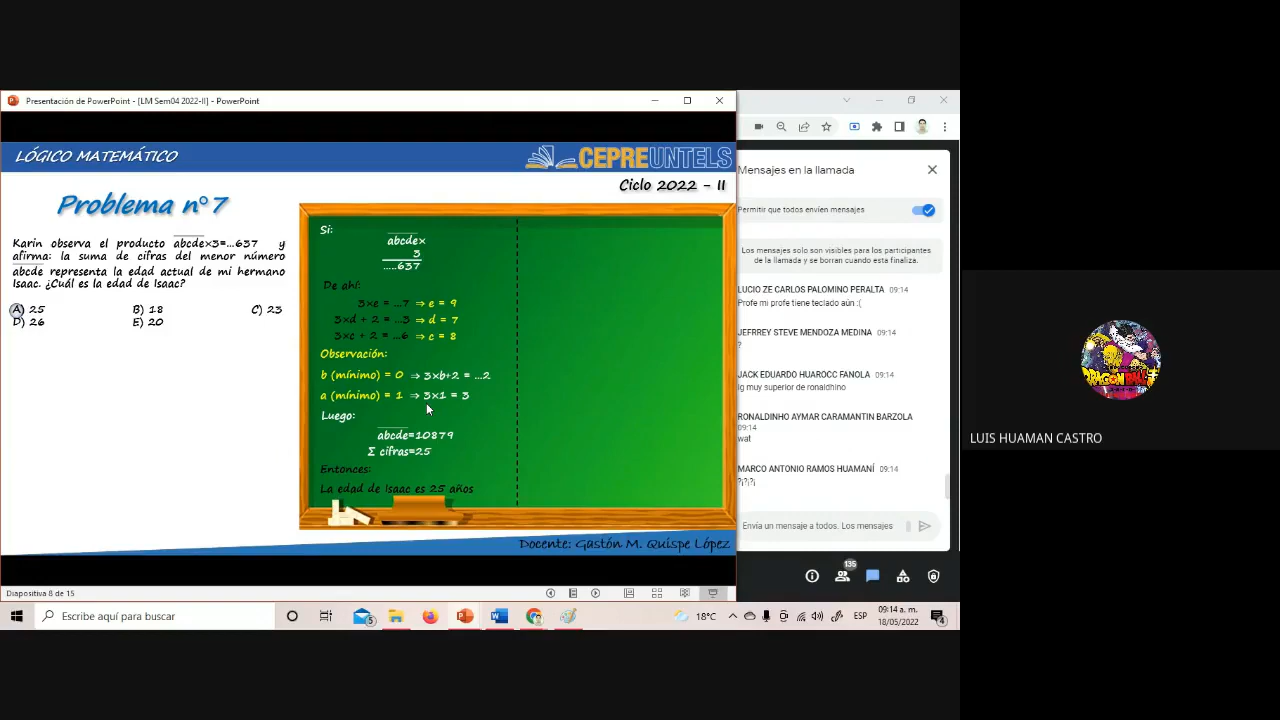 Presentación de PowerPoint - [LM Sem04 2022-II] - PowerPoint
LÓGICO MATEMÁTICO
CEPREUNTELS
Ciclo 2022 - II
Problema n° 7
Karin observa el producto abcde×3=...637 y
afirma: la suma de cifras del menor número
abcde representa la edad actual de mi hermano
Isaac. ¿Cuál es la edad de Isaac?
A) 25 B) 18 C) 23
D) 26 E) 20
Si:
abcde×
3
.....637
De ahí:
3×e = ...7 ⇒ e = 9
3×d + 2 = ...3 ⇒ d = 7
3×c + 2 = ...6 ⇒ c = 8
Observación:
b (mínimo) = 0 ⇒ 3×b+2 = ...2
a (mínimo) = 1 ⇒ 3×1 = 3
Luego:
abcde=10879
Σ cifras=25
Entonces:
La edad de Isaac es 25 años
Docente: Gastón M. Quispe López
Diapositiva 8 de 15
Mensajes en la llamada
Permitir que todos envíen mensajes
Los mensajes solo son visibles para los participantes
de la llamada y se borran cuando esta finaliza.
LUCIO ZE CARLOS PALOMINO PERALTA 09:14
Profe mi profe tiene teclado aún :(
JEFRREY STEVE MENDOZA MEDINA 09:14
?
JACK EDUARDO HUAROCC FANOLA 09:14
ig muy superior de ronaldhino
RONALDINHO AYMAR CARAMANTIN BARZOLA
09:14
wat
MARCO ANTONIO RAMOS HUAMANÍ 09:14
?¡?¡?¡
Envía un mensaje a todos. Los mensajes
135
LUIS HUAMAN CASTRO
DRAGON BALL
Escribe aquí para buscar
5
18°C
ESP
09:14 a. m.
18/05/2022
4